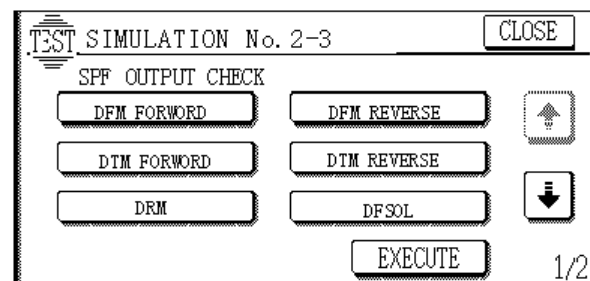 TEST SIMULATION No. 2-3 CLOSE
SPF OUTPUT CHECK
DFM FORWORD DFM REVERSE
DTM FORWORD DTM REVERSE
DRM DFSOL
EXECUTE 1/2